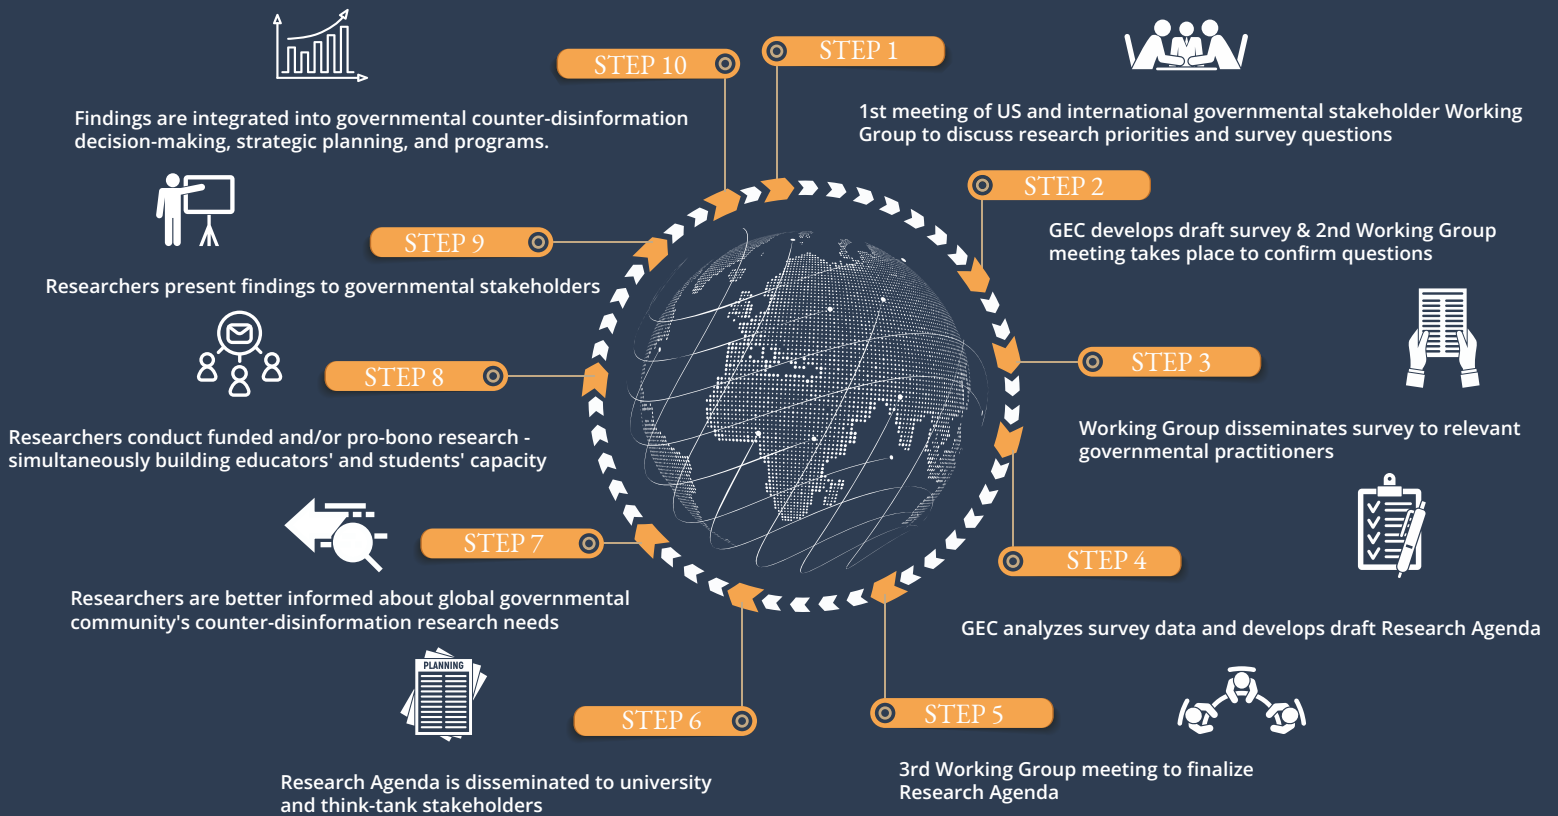 STEP 1
1st meeting of US and international governmental stakeholder Working
Group to discuss research priorities and survey questions
STEP 2
GEC develops draft survey & 2nd Working Group
meeting takes place to confirm questions
STEP 3
Working Group disseminates survey to relevant
governmental practitioners
STEP 4
GEC analyzes survey data and develops draft Research Agenda
STEP 5
3rd Working Group meeting to finalize
Research Agenda
STEP 6
PLANNING
Research Agenda is disseminated to university
and think-tank stakeholders
STEP 7
Researchers are better informed about global governmental
community's counter-disinformation research needs
STEP 8
Researchers conduct funded and/or pro-bono research -
simultaneously building educators' and students' capacity
STEP 9
Researchers present findings to governmental stakeholders
STEP 10
Findings are integrated into governmental counter-disinformation
decision-making, strategic planning, and programs.